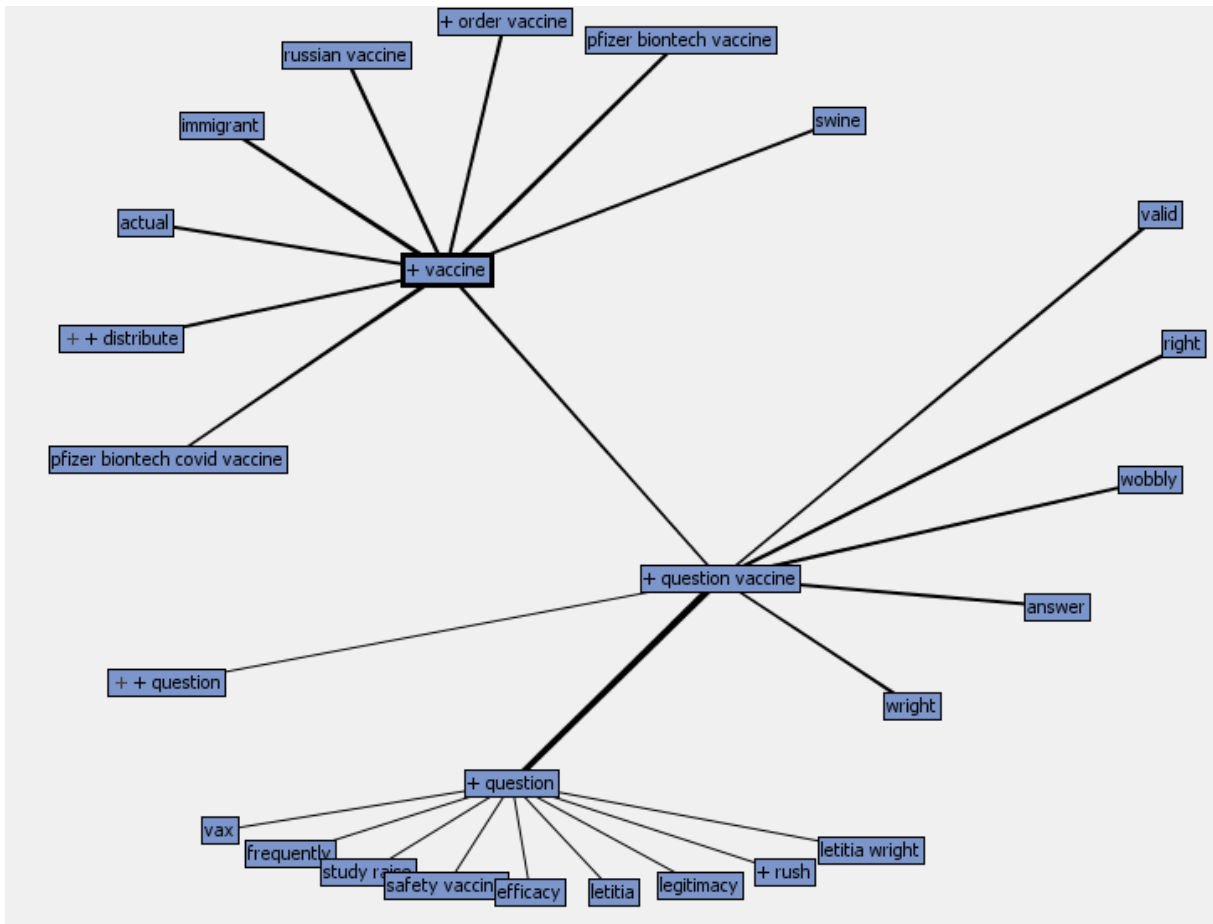 + order vaccine
pfizer biontech vaccine
russian vaccine
swine
immigrant
valid
actual
+ vaccine
+ + distribute
right
pfizer biontech covid vaccine
wobbly
+ question vaccine
answer
+ + question
wright
+ question
vax
frequently
study raise
safety vaccin
efficacy
letitia
legitimacy
+ rush
letitia wright